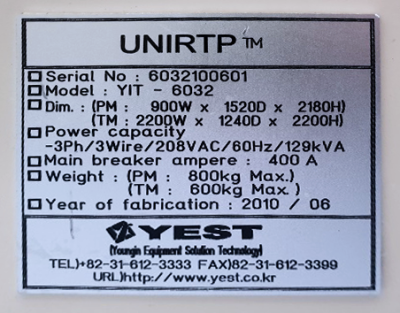 UNIRTP™
Serial No : 6032100601
Model : YIT - 6032
Dim. : (PM : 900W x 1520D x 2180H)
(TM : 2200W x 1240D x 2200H)
Power capacity
-3Ph/3Wire/208VAC/60Hz/129kVA
Main breaker ampere : 400 A
Weight : (PM : 800kg Max.)
(TM : 600kg Max. )
Year of fabrication : 2010 / 06
YEST
(Youngin Equipment Solution Technology)
TEL)+82-31-612-3333 FAX)82-31-612-3399
URL)http://www.yest.co.kr